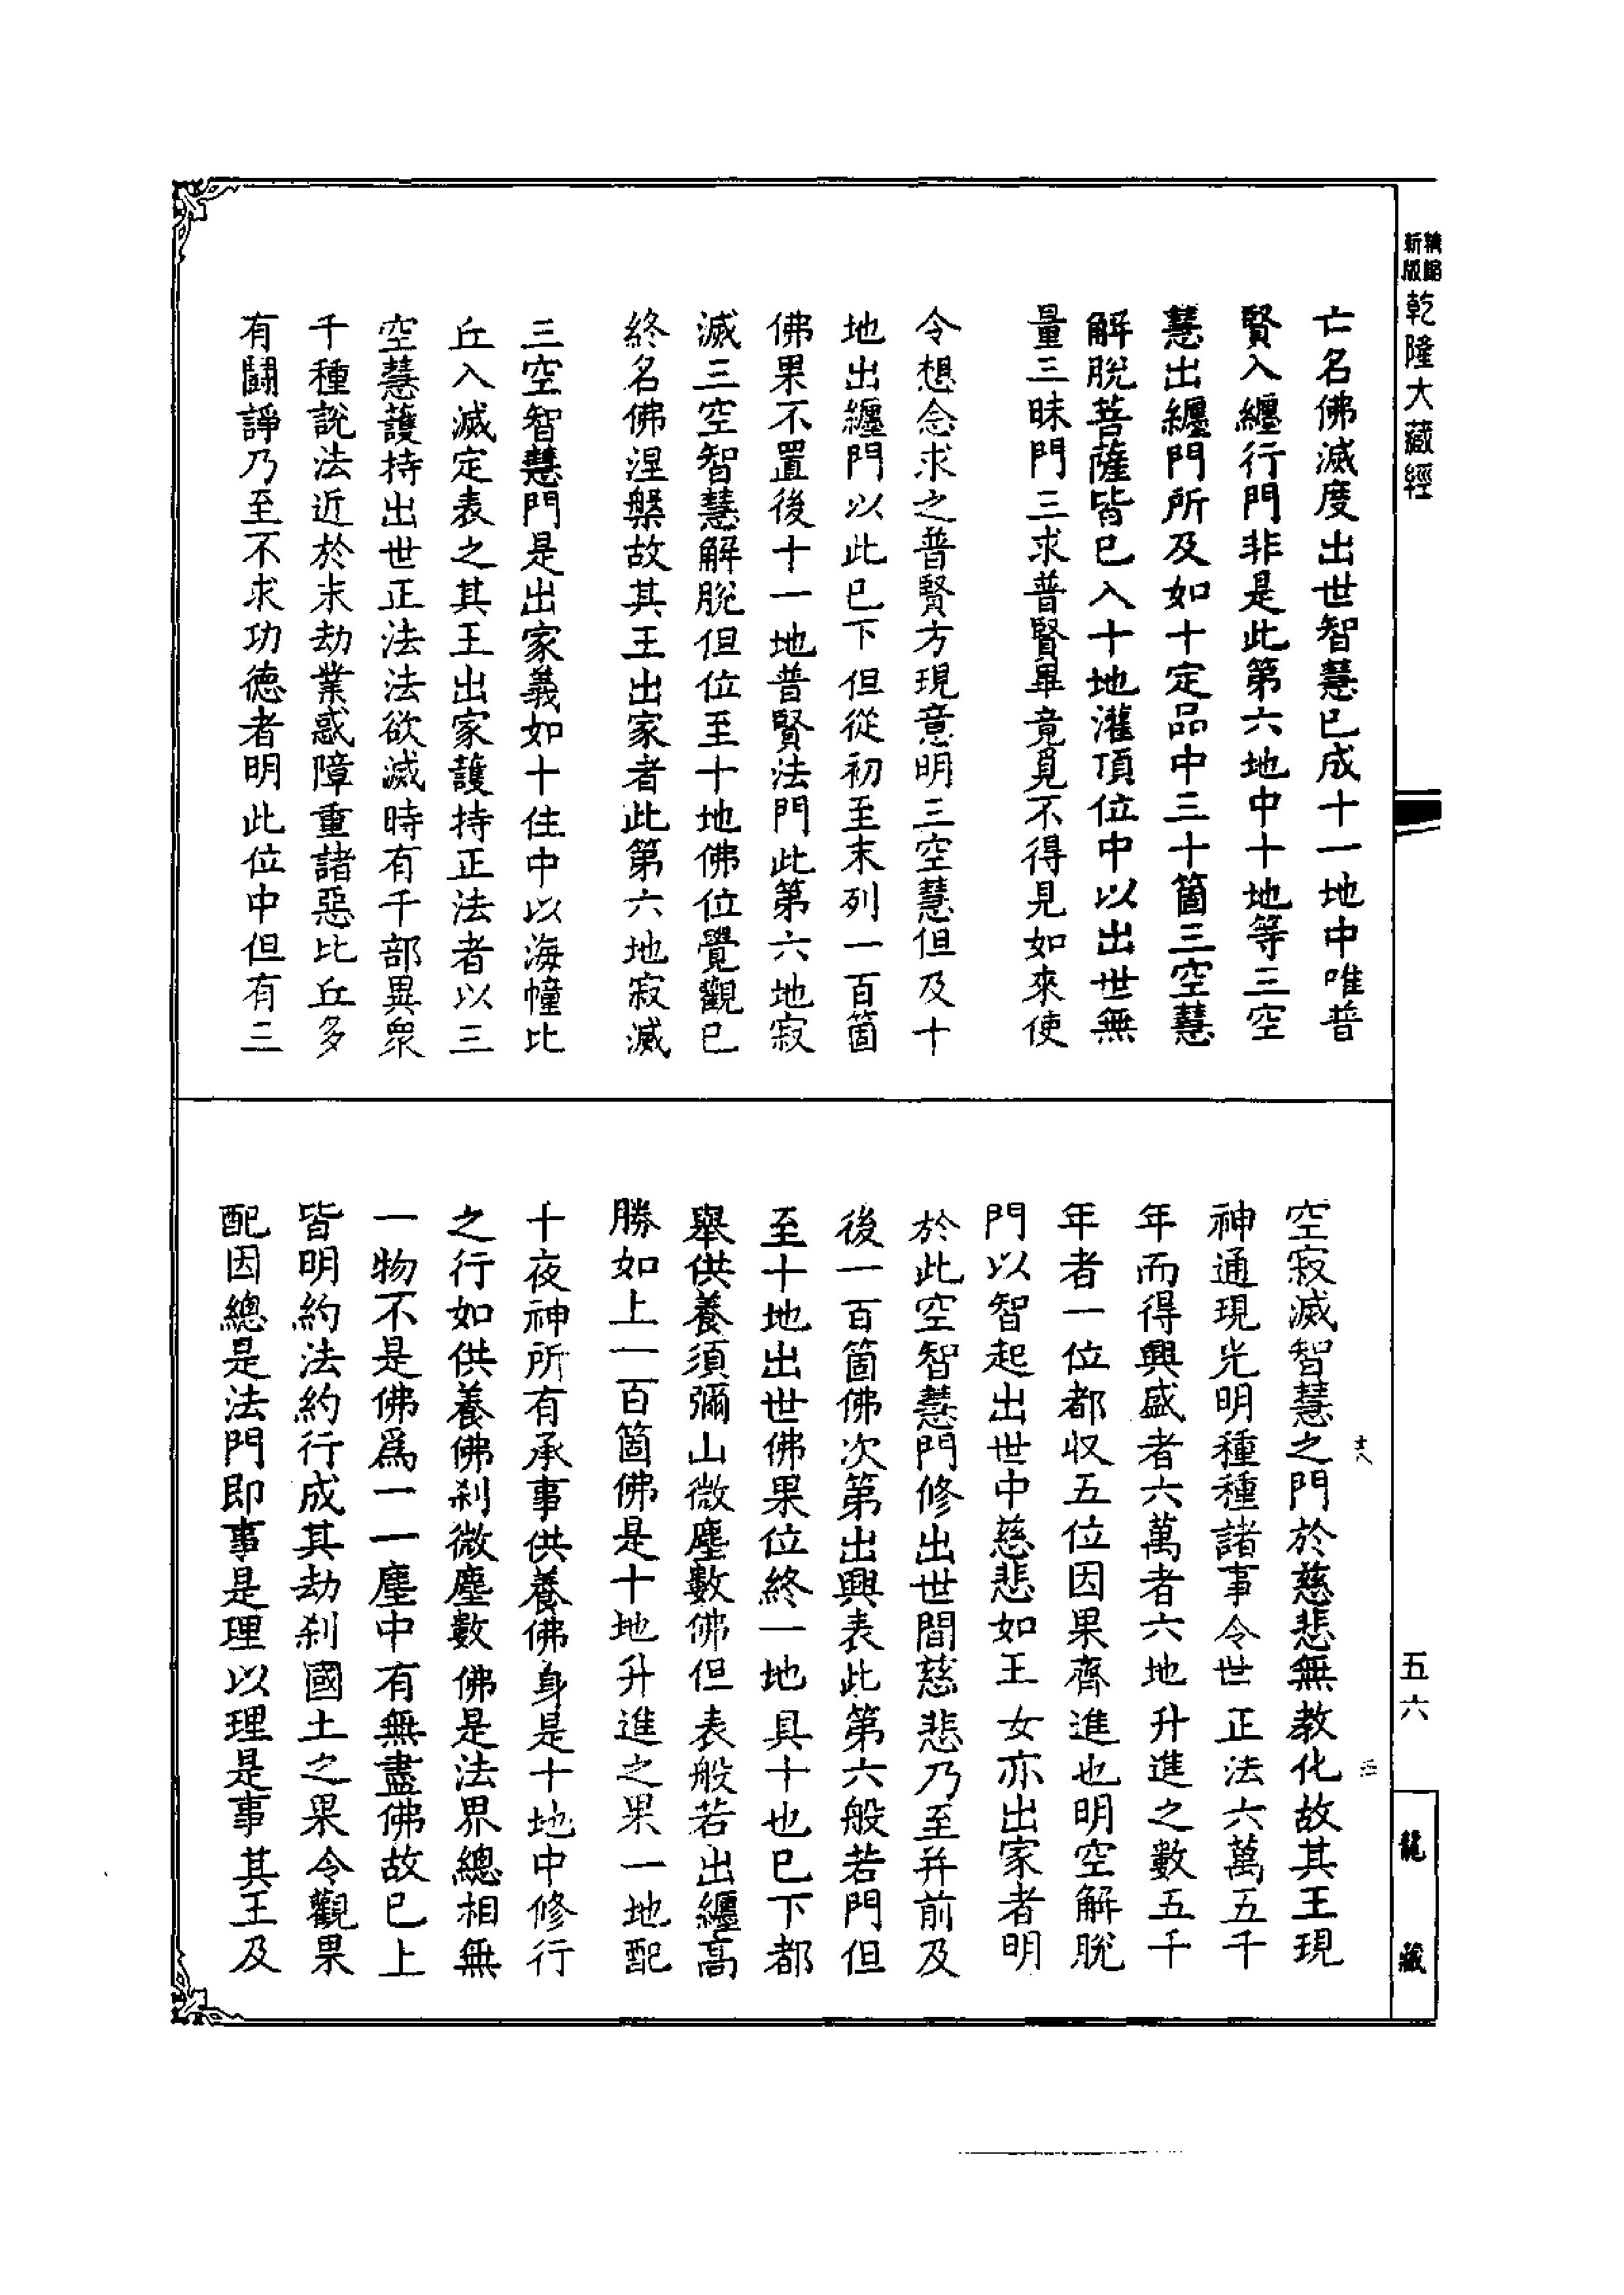 新版
精縮
乾隆大藏經
亡名佛滅度出世智慧已成十一地中唯普
賢入纏行門非是此第六地中十地等三空
慧出纏門所及如十定品中三十箇三空慧
解脫菩薩皆已入十地灌頂位中以出世無
量三昧門三求普賢畢竟覓不得見如來使
令想念求之普賢方現意明三空慧但及十
地出纏門以此已下但從初至末列一百箇
佛果不置後十一地普賢法門此第六地寂
滅三空智慧解脫但位至十地佛位覺觀已
終名佛涅槃故其王出家者此第六地寂滅
三空智慧門是出家義如十住中以海幢比
丘入滅定表之其王出家護持正法者以三
空慧護持出世正法法欲滅時有千部異眾
千種說法近於末劫業惑障重諸惡比丘多
有鬪諍乃至不求功德者明此位中但有三
空寂滅智慧之門於慈悲無教化故其王現
神通現光明種種諸事令世正法六萬五千
年而得興盛者六萬者六地升進之數五千
年者一位都収五位因果齊進也明空解脫
門以智起出世中慈悲如王女亦出家者明
於此空智慧門修出世間慈悲乃至并前及
後一百箇佛次第出興表此第六般若門但
至十地出世佛果位終一地具十也已下都
舉供養須彌山微塵數佛但表般若出纏高
勝如上一百箇佛是十地升進之果一地配
十夜神所有承事供養佛身是十地中修行
之行如供養佛剎微塵數佛是法界總相無
一物不是佛爲一一塵中有無盡佛故已上
皆明約法約行成其劫剎國土之果令觀果
配因總是法門即事是理以理是事其王及
五六
龍藏